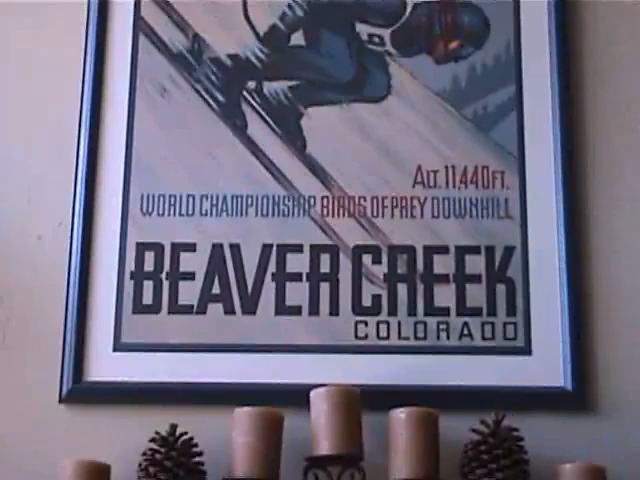 ALT. 11,440 FT.
WORLD CHAMPIONSHIP BIRDS OF PREY DOWNHILL
BEAVER CREEK
COLORADO